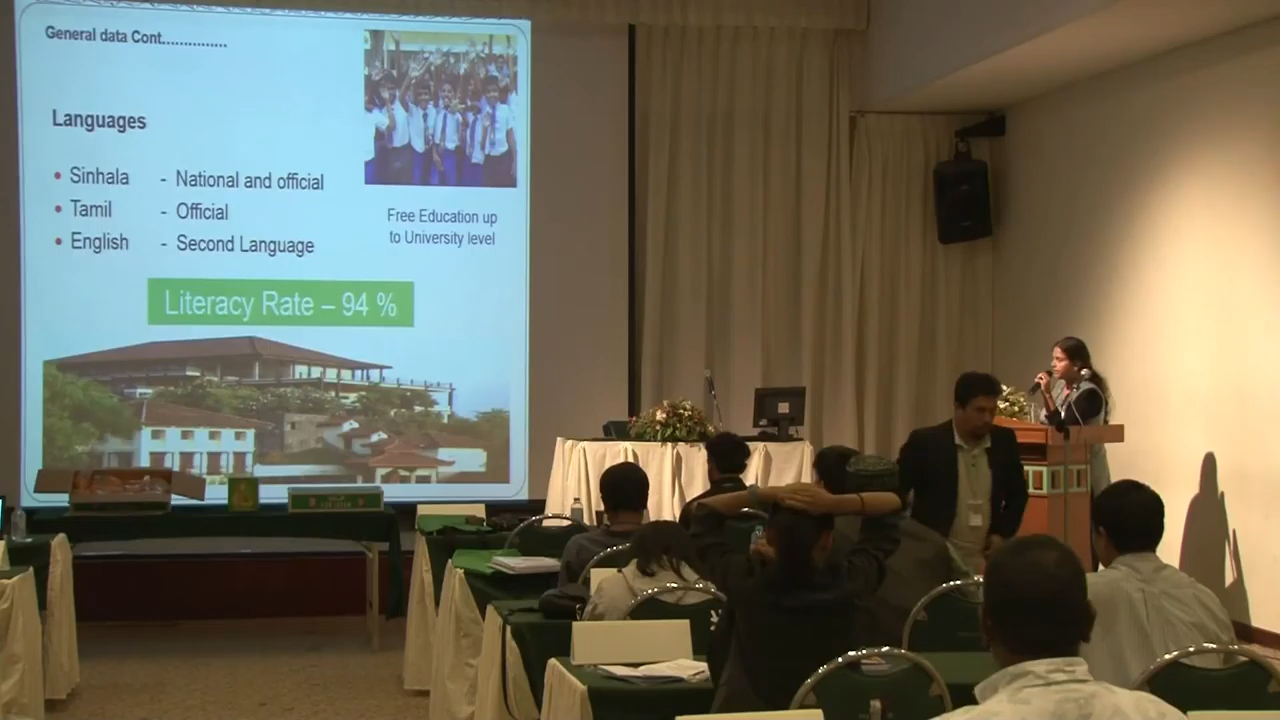 General data Cont...............
Languages
• Sinhala - National and official
• Tamil - Official
• English - Second Language
Free Education up
to University level
Literacy Rate – 94 %